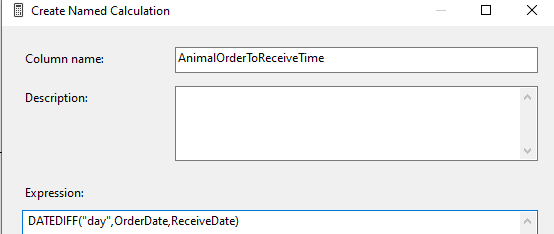 Create Named Calculation
Column name:
AnimalOrderToReceiveTime
Description:
Expression:
DATEDIFF("day",OrderDate,ReceiveDate)